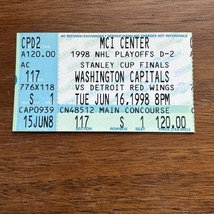 CPD2
A120.00
AC
117
776X118
S 1
15JUN8
MCI CENTER
1998 NHL PLAYOFFS D-2
STANLEY CUP FINALS
WASHINGTON CAPITALS
VS DETROIT RED WINGS
TUE JUN 16,1998 8PM
CAP0939 CN48512 MAIN CONCOURSE
117 S 1 120.00